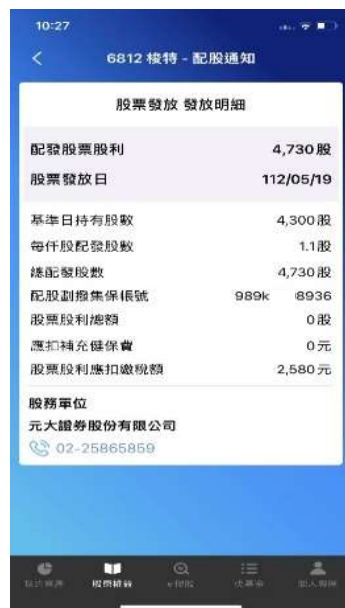 10:27
6812 梭特 - 配股通知
股票發放 發放明細
配發股票股利 4,730 股
股票發放日 112/05/19
基準日持有股數 4,300 股
每仟股配發股數 1.1 股
總配發股數 4,730 股
配股劃撥集保帳號 989k 8936
股票股利總額 0 股
應扣補充健保費 0 元
股票股利應扣繳稅額 2,580 元
股務單位
元大證券股份有限公司
02-25865859
股票權益